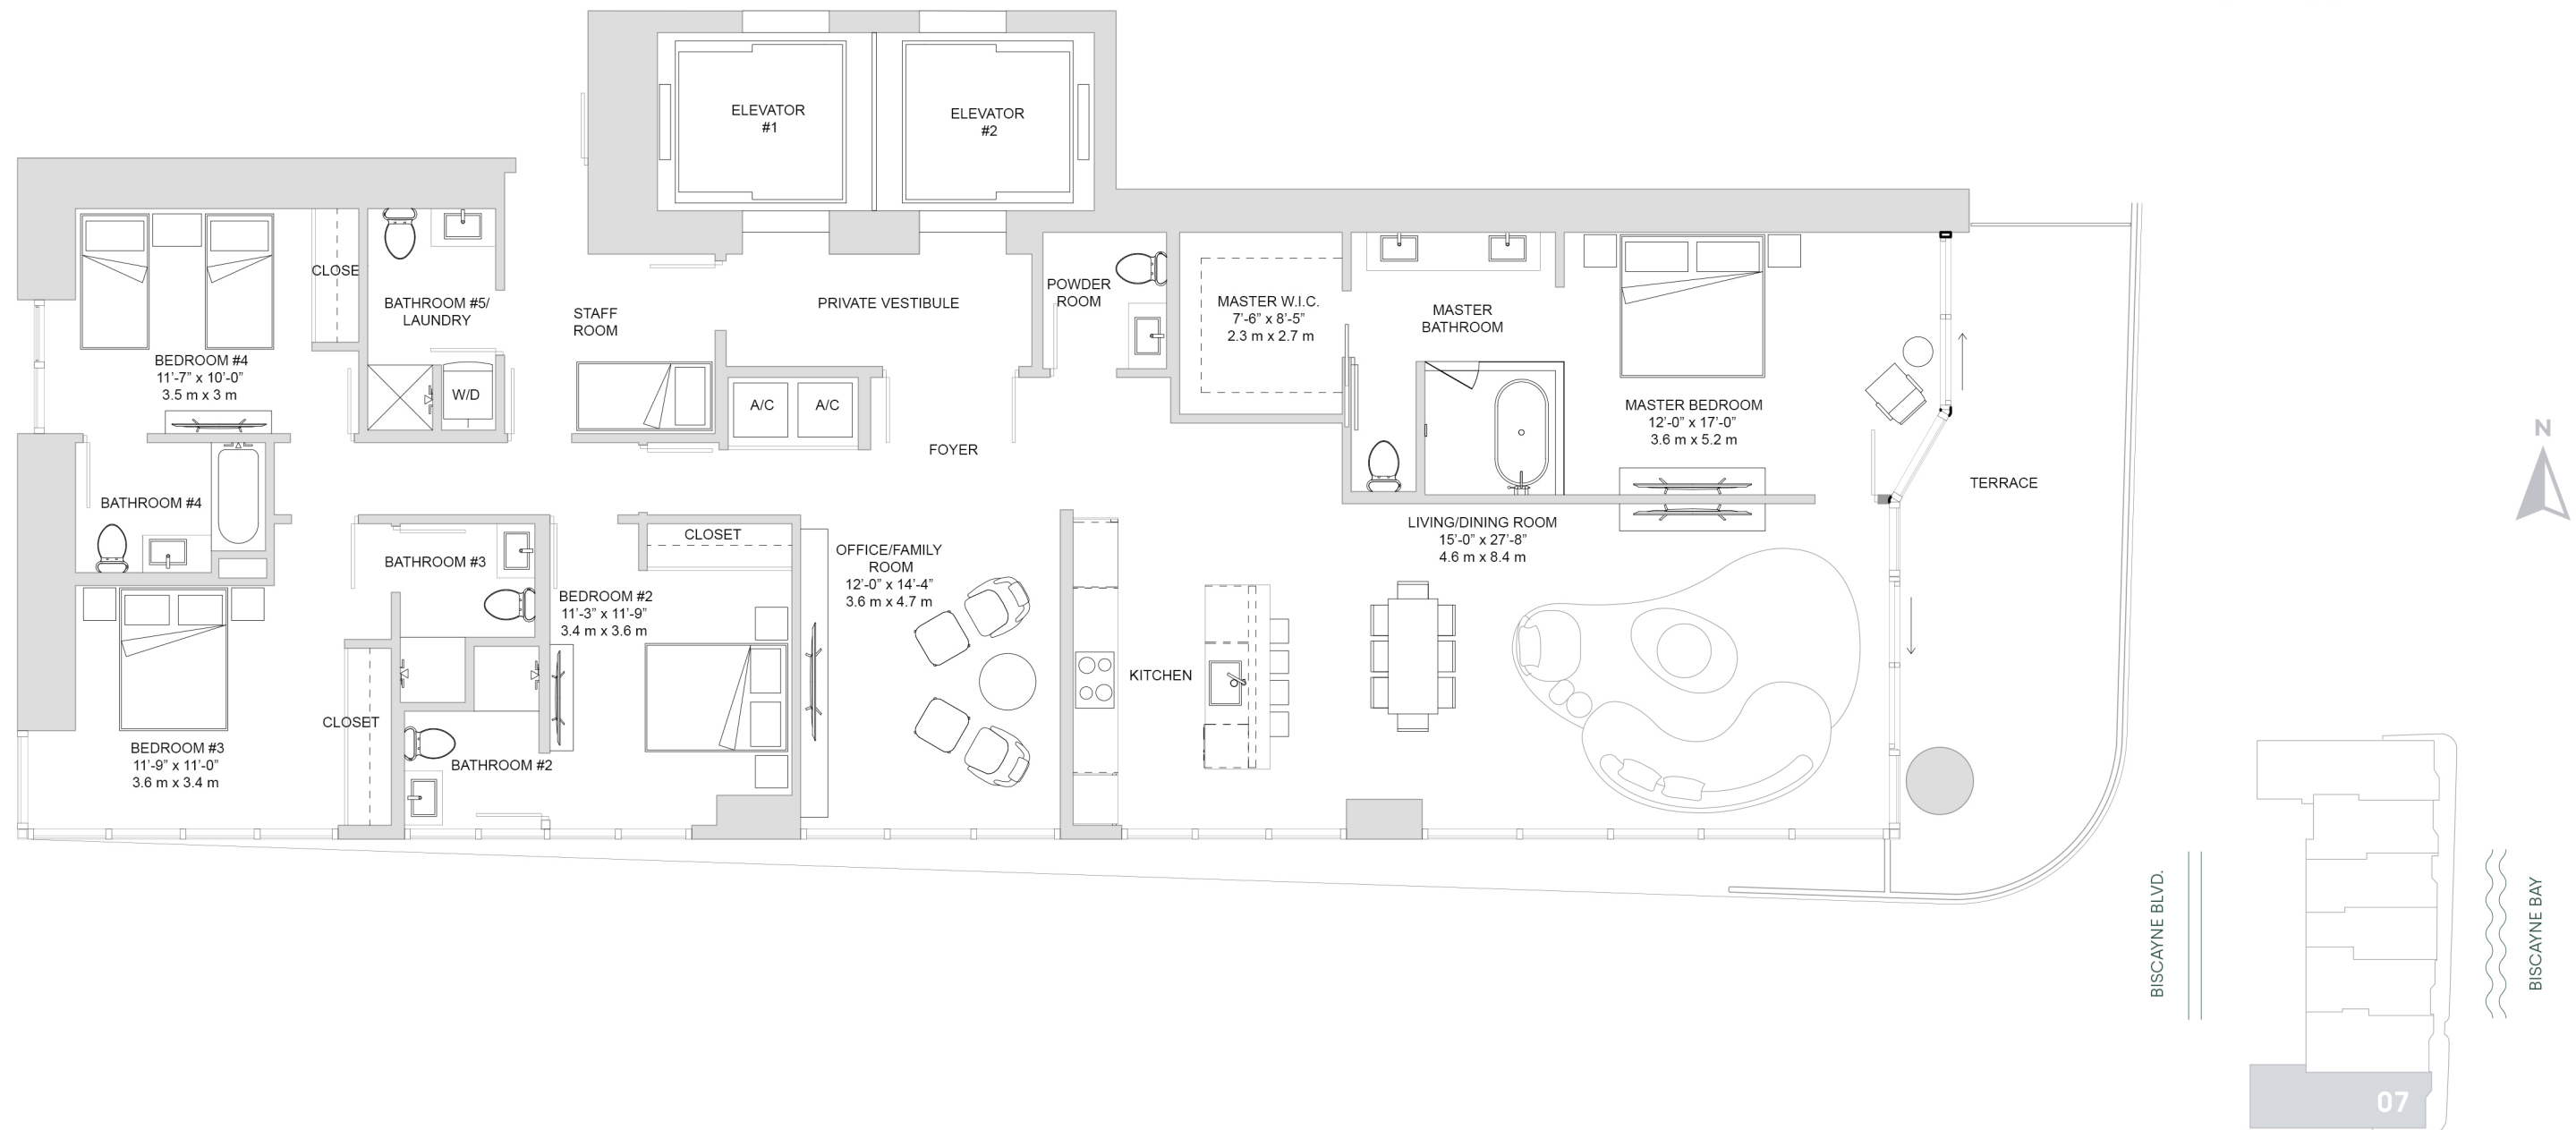 ELEVATOR
#1
ELEVATOR
#2
CLOSE
BATHROOM #5/
LAUNDRY
W/D
BEDROOM #4
11’-7” x 10’-0”
3.5 m x 3 m
STAFF
ROOM
PRIVATE VESTIBULE
POWDER
ROOM
MASTER W.I.C.
7’-6” x 8’-5”
2.3 m x 2.7 m
MASTER
BATHROOM
MASTER BEDROOM
12’-0” x 17’-0”
3.6 m x 5.2 m
A/C
A/C
FOYER
TERRACE
N
BATHROOM #4
BATHROOM #3
CLOSET
BEDROOM #2
11’-3” x 11’-9”
3.4 m x 3.6 m
OFFICE/FAMILY
ROOM
12’-0” x 14’-4”
3.6 m x 4.7 m
LIVING/DINING ROOM
15’-0” x 27’-8”
4.6 m x 8.4 m
KITCHEN
BEDROOM #3
11’-9” x 11’-0”
3.6 m x 3.4 m
CLOSET
BATHROOM #2
BISCAYNE BLVD.
BISCAYNE BAY
07